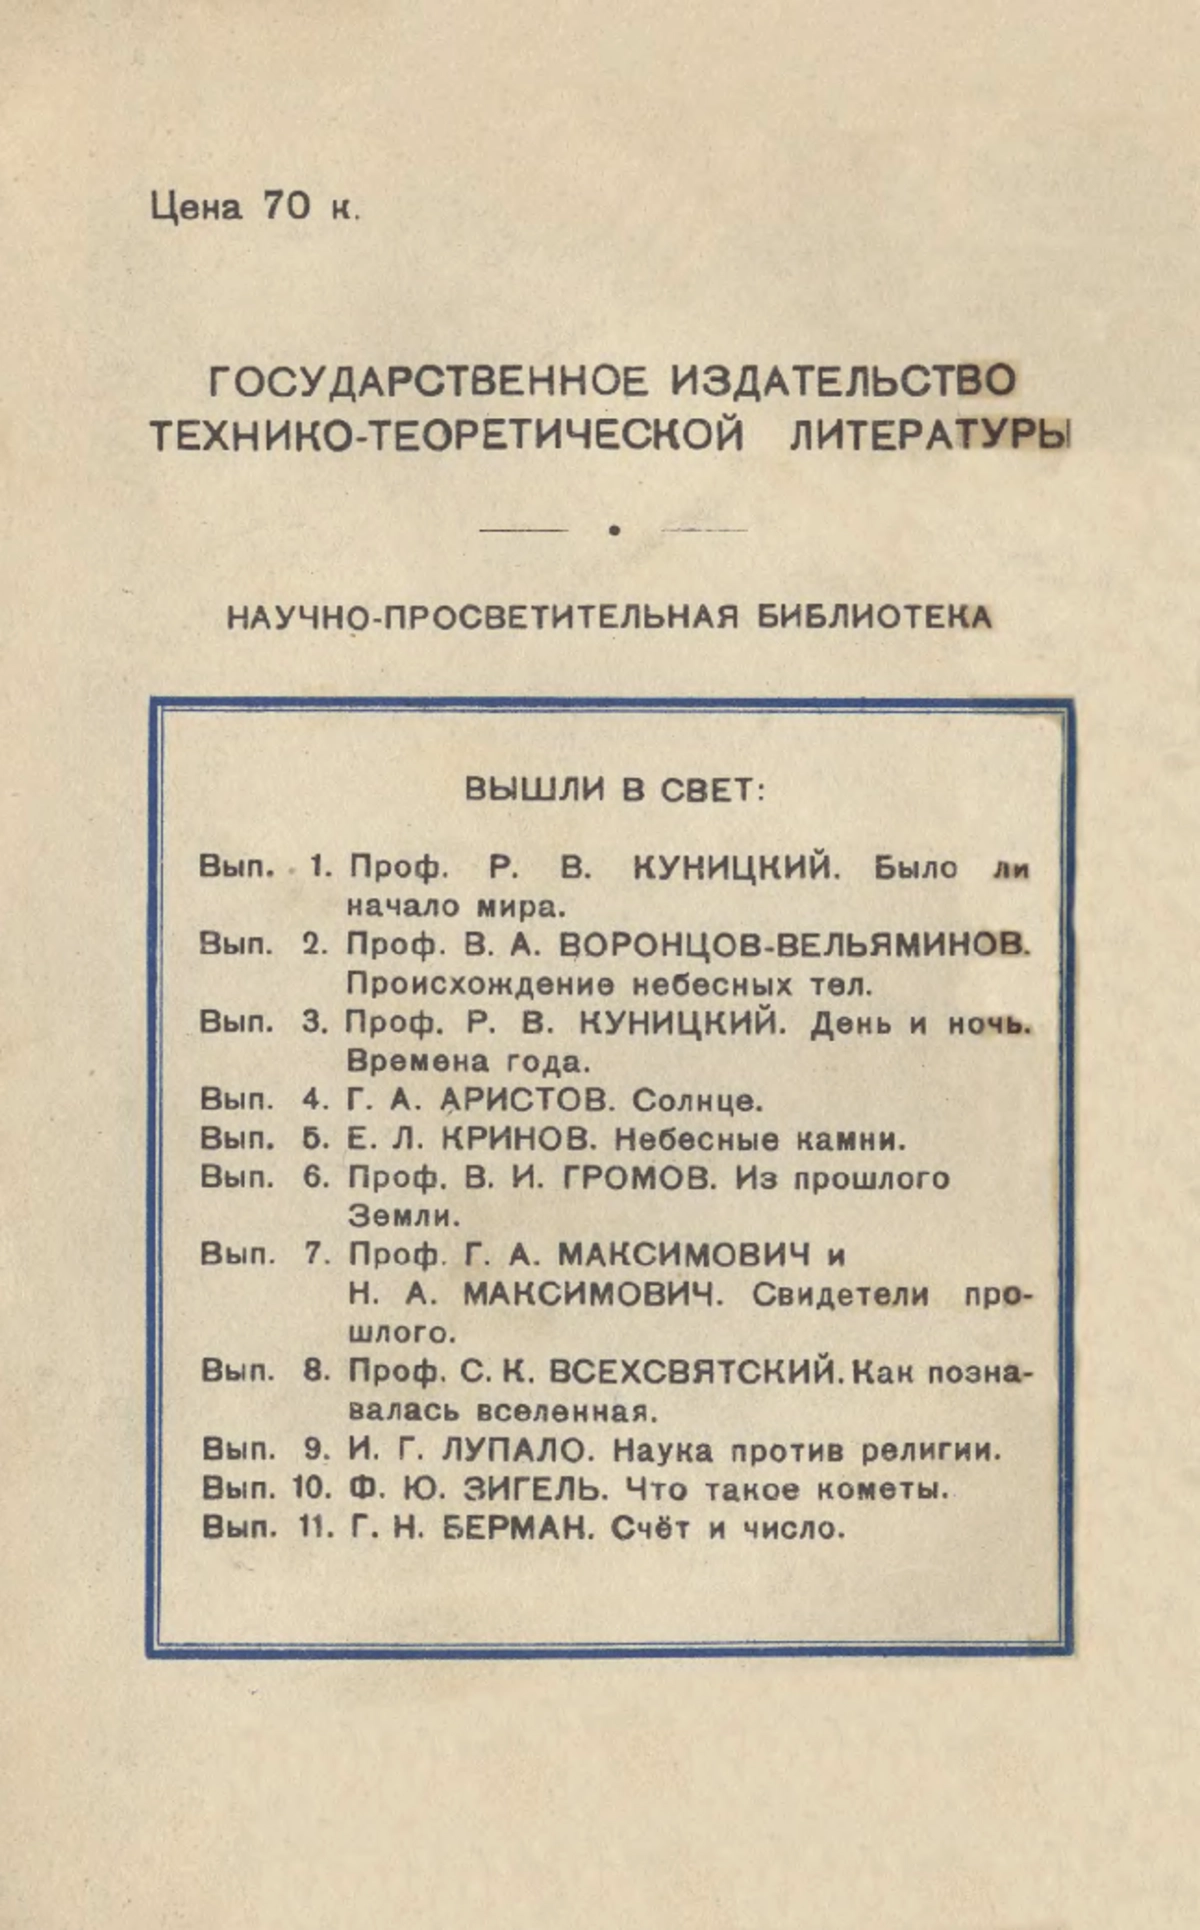 Цена 70 к.
ГОСУДАРСТВЕННОЕ ИЗДАТЕЛЬСТВО
ТЕХНИКО-ТЕОРЕТИЧЕСКОЙ ЛИТЕРАТУРЫ
НАУЧНО-ПРОСВЕТИТЕЛЬНАЯ БИБЛИОТЕКА
ВЫШЛИ В СВЕТ:
Вып. 1. Проф. Р. В. КУНИЦКИЙ. Было ли
начало мира.
Вып. 2. Проф. В. А. ВОРОНЦОВ-ВЕЛЬЯМИНОВ.
Происхождение небесных тел.
Вып. 3. Проф. Р. В. КУНИЦКИЙ. День и ночь.
Времена года.
Вып. 4. Г. А. АРИСТОВ. Солнце.
Вып. 5. Е. Л. КРИНОВ. Небесные камни.
Вып. 6. Проф. В. И. ГРОМОВ. Из прошлого
Земли.
Вып. 7. Проф. Г. А. МАКСИМОВИЧ и
Н. А. МАКСИМОВИЧ. Свидетели про-
шлого.
Вып. 8. Проф. С. К. ВСЕХСВЯТСКИЙ. Как позна-
валась вселенная.
Вып. 9. И. Г. ЛУПАЛО. Наука против религии.
Вып. 10. Ф. Ю. ЗИГЕЛЬ. Что такое кометы.
Вып. 11. Г. Н. БЕРМАН. Счёт и число.